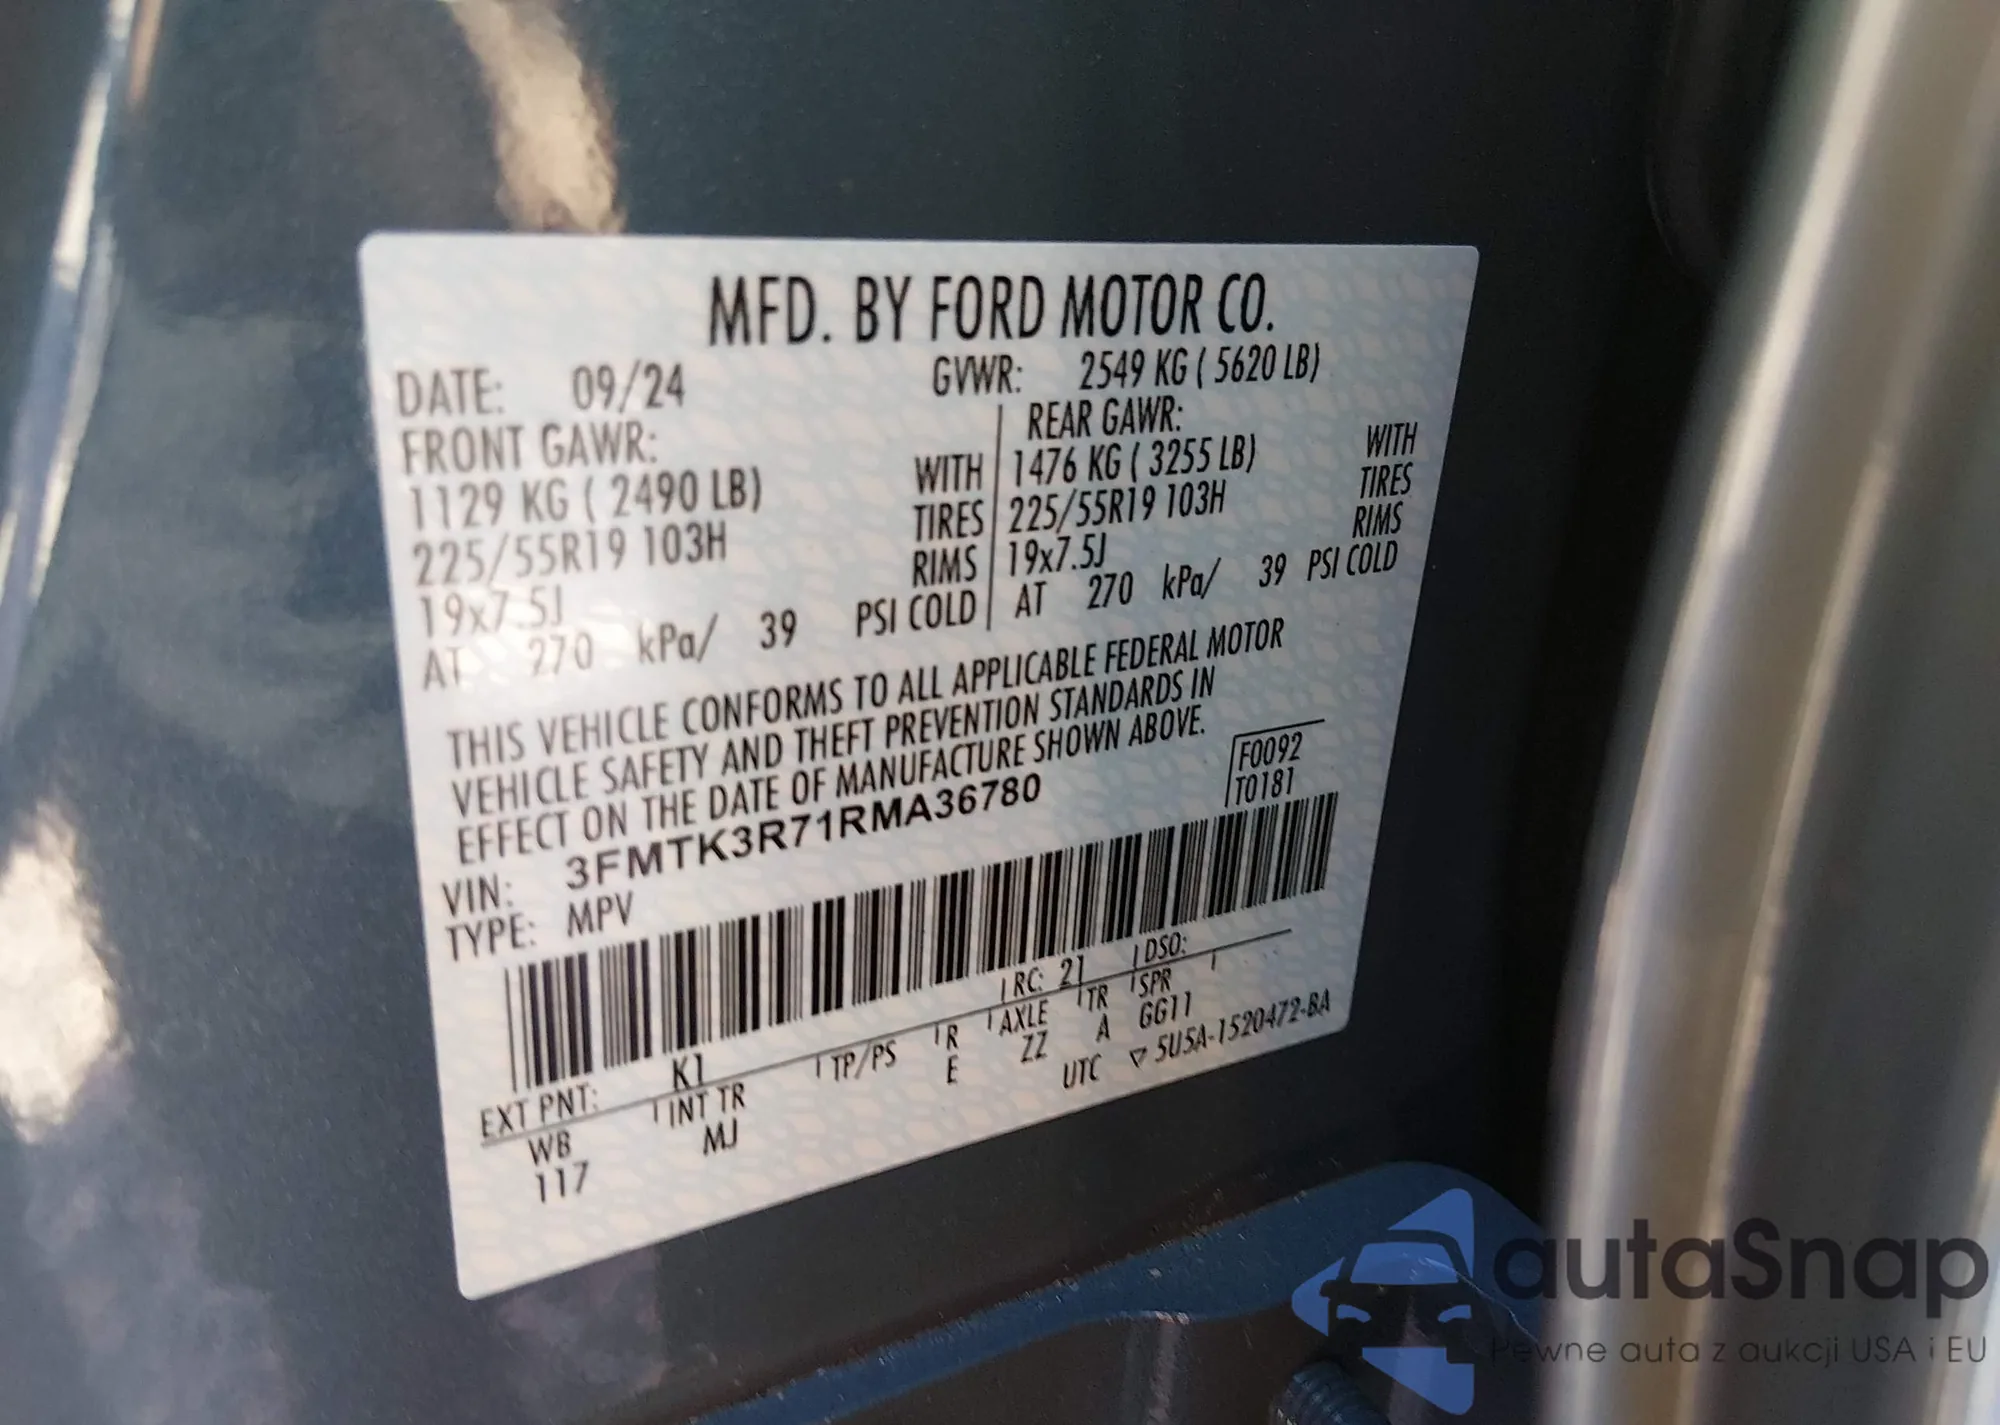 MFD. BY FORD MOTOR CO.
DATE: 09/24 GVWR: 2549 KG ( 5620 LB)
FRONT GAWR: REAR GAWR:
1129 KG ( 2490 LB) WITH 1476 KG ( 3255 LB) WITH
225/55R19 103H TIRES 225/55R19 103H TIRES
19x7.5J RIMS 19x7.5J RIMS
AT 270 kPa/ 39 PSI COLD AT 270 kPa/ 39 PSI COLD
THIS VEHICLE CONFORMS TO ALL APPLICABLE FEDERAL MOTOR
VEHICLE SAFETY AND THEFT PREVENTION STANDARDS IN
EFFECT ON THE DATE OF MANUFACTURE SHOWN ABOVE.
F0092
T0181
VIN: 3FMTK3R71RMA36780
TYPE: MPV
EXT PNT: K1 RC: 21 DSO:
WB INT TR TP/PS R AXLE TR SPR
117 MJ E ZZ A GG11
UTC ▽ 5U5A-1520472-BA
autaSnap
Pewne auta z aukcji USA i EU